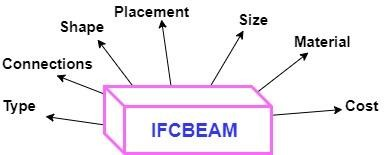 Placement
Shape
Size
Material
Connections
Type
Cost
IFCBEAM